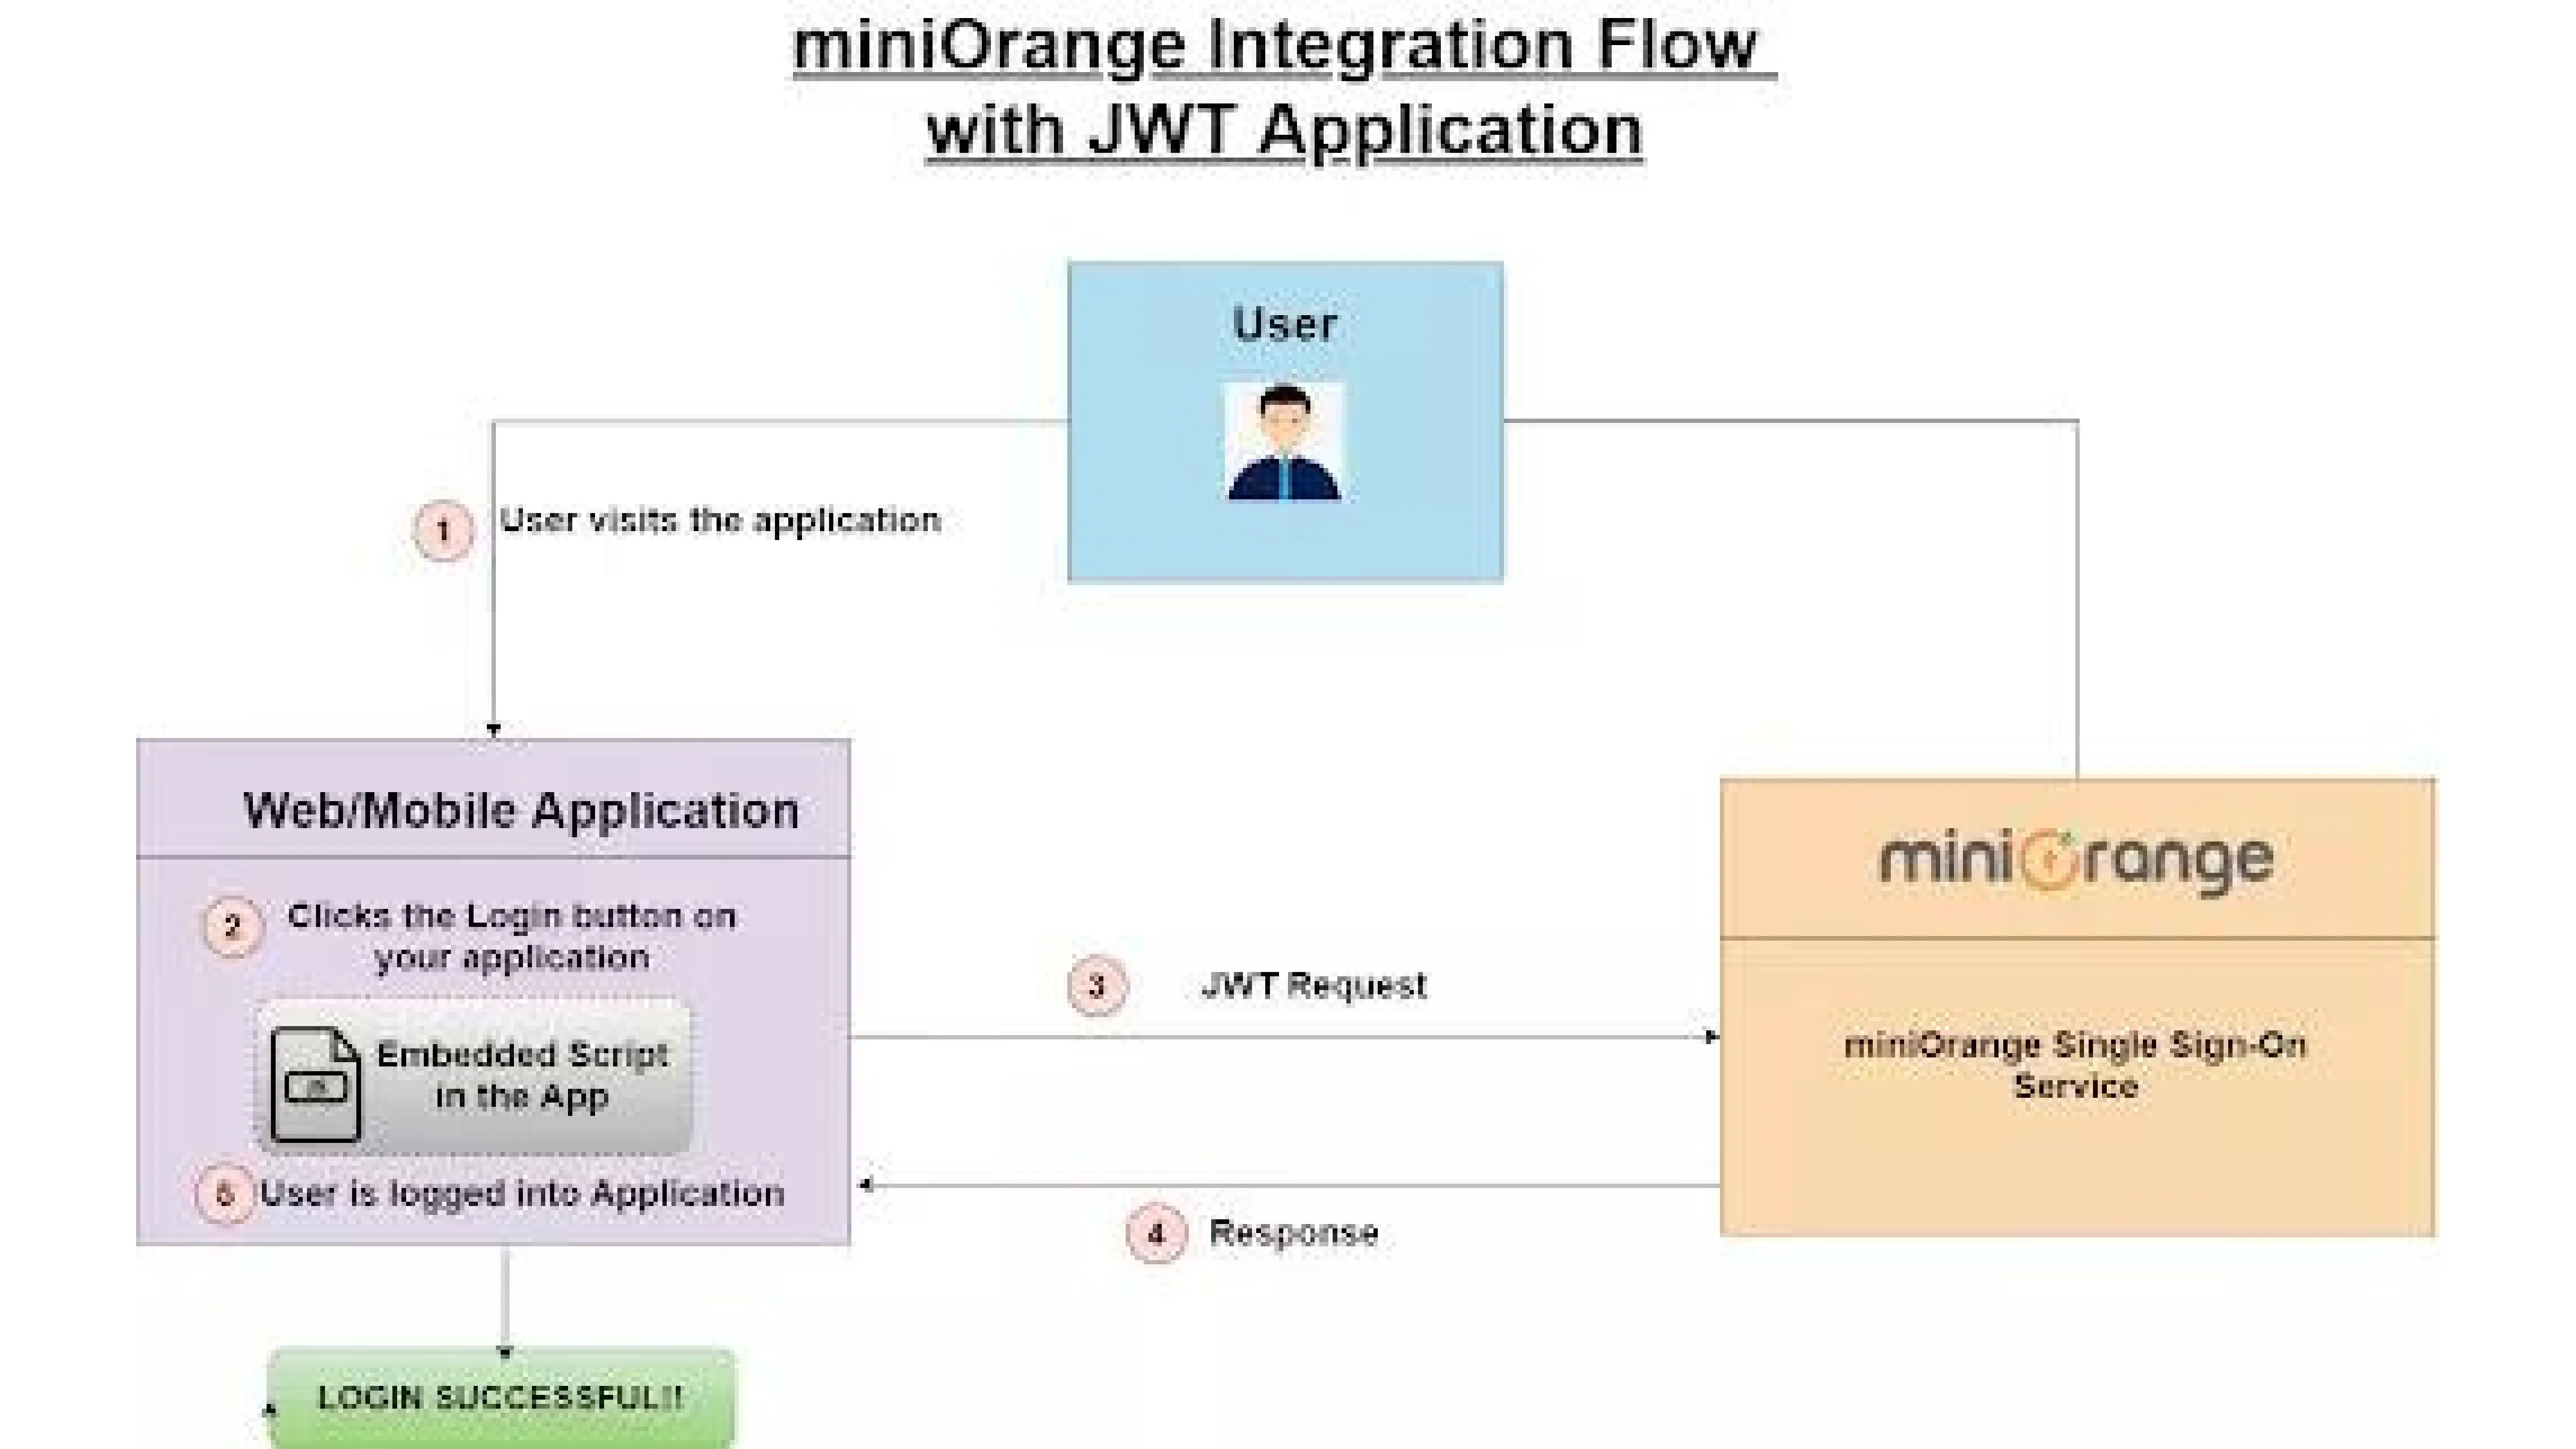 miniOrange Integration Flow
with JWT Application
User
1
User visits the application
Web/Mobile Application
miniOrange
2
Clicks the Login button on
your application
3
JWT Request
Embedded Script
in the App
miniOrange Single Sign-On
Service
5
User is logged into Application
4
Response
LOGIN SUCCESSFUL!!